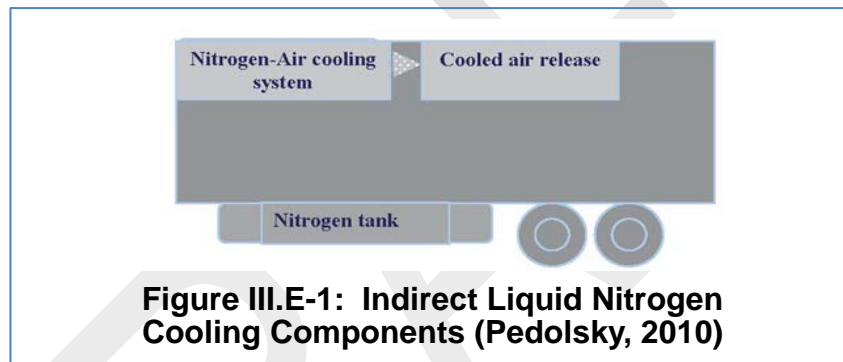 Nitrogen-Air cooling
system
Cooled air release
Nitrogen tank
Figure III.E-1: Indirect Liquid Nitrogen
Cooling Components (Pedolsky, 2010)